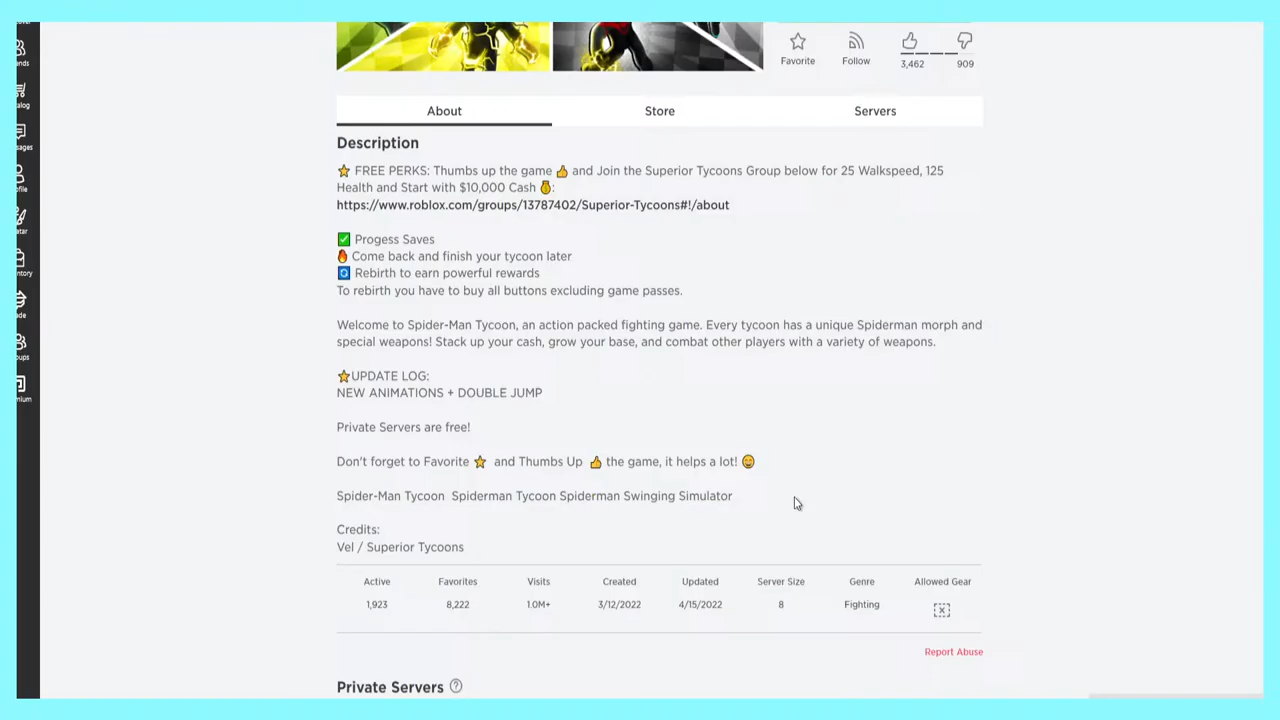 Favorite Follow 3,462 909
About Store Servers
Description
⭐ FREE PERKS: Thumbs up the game 👍 and Join the Superior Tycoons Group below for 25 Walkspeed, 125
Health and Start with $10,000 Cash 💰:
https://www.roblox.com/groups/13787402/Superior-Tycoons#!/about
✅ Progess Saves
🔥 Come back and finish your tycoon later
🔄 Rebirth to earn powerful rewards
To rebirth you have to buy all buttons excluding game passes.
Welcome to Spider-Man Tycoon, an action packed fighting game. Every tycoon has a unique Spiderman morph and
special weapons! Stack up your cash, grow your base, and combat other players with a variety of weapons.
⭐UPDATE LOG:
NEW ANIMATIONS + DOUBLE JUMP
Private Servers are free!
Don't forget to Favorite ⭐ and Thumbs Up 👍 the game, it helps a lot! 😄
Spider-Man Tycoon Spiderman Tycoon Spiderman Swinging Simulator
Credits:
Vel / Superior Tycoons
Active Favorites Visits Created Updated Server Size Genre Allowed Gear
1,923 8,222 1.0M+ 3/12/2022 4/15/2022 8 Fighting
Report Abuse
Private Servers